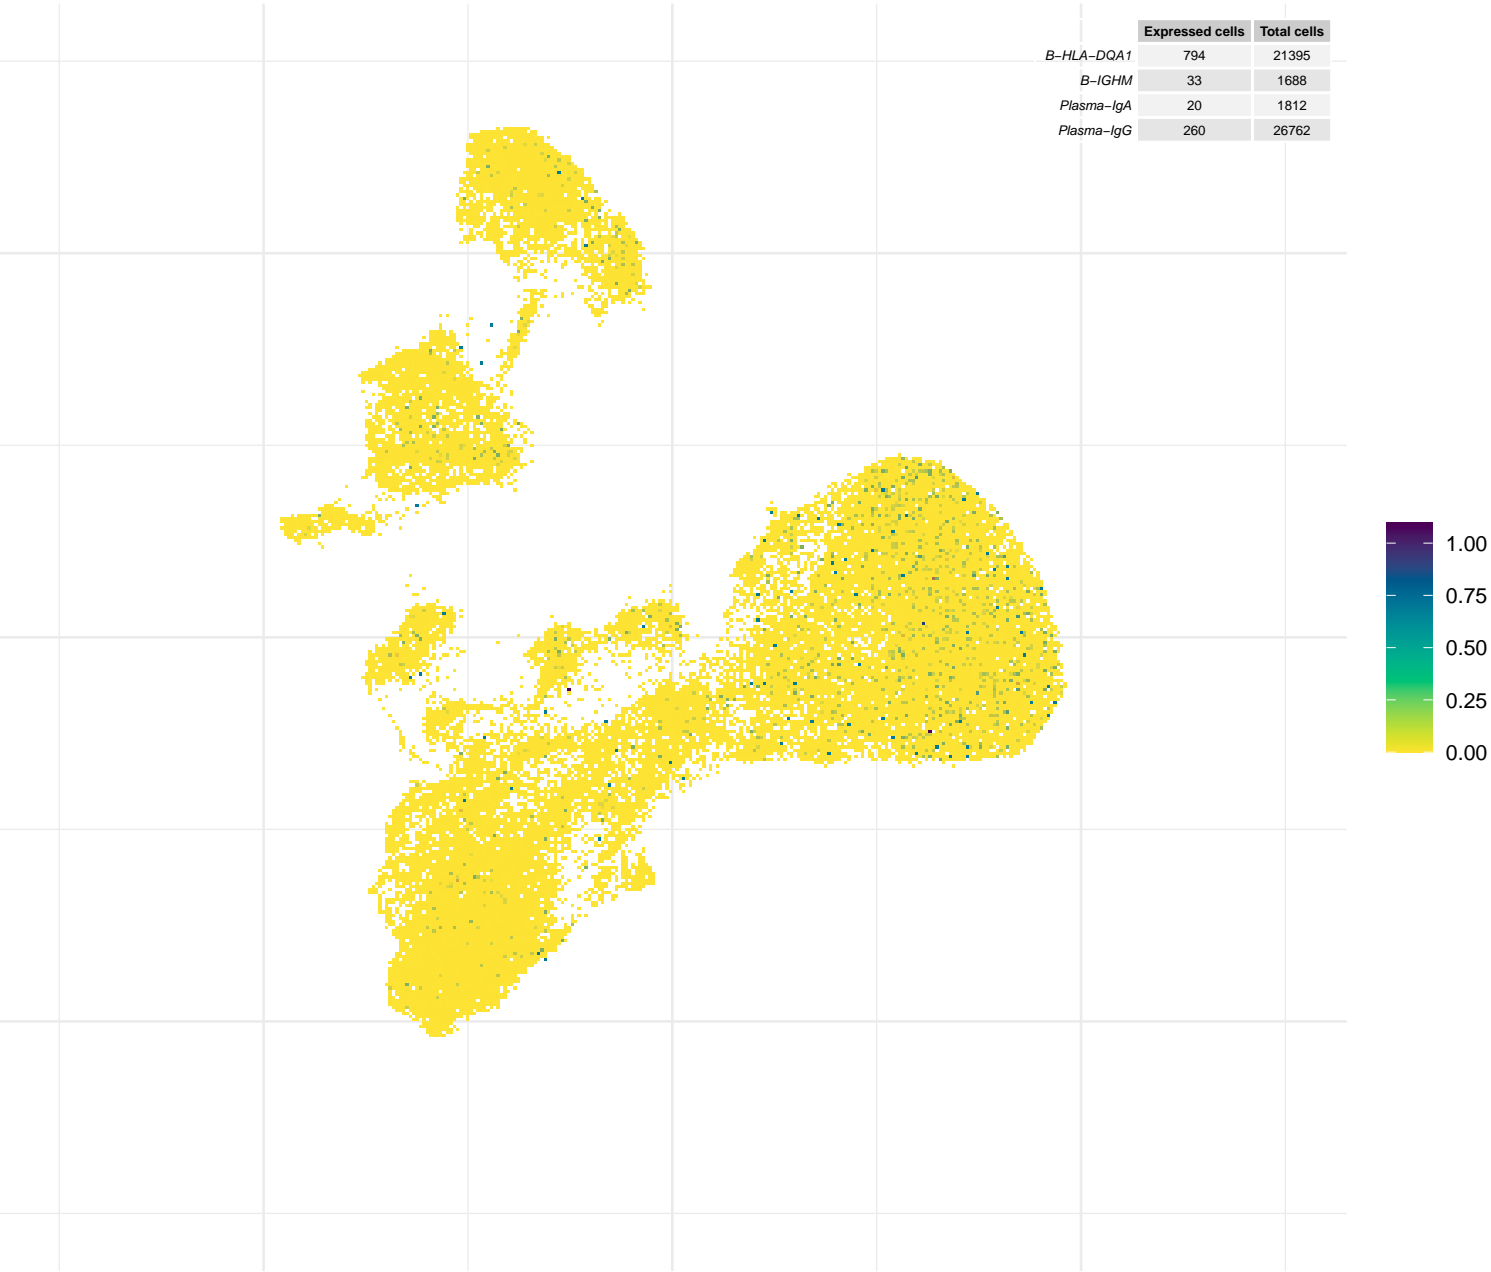 Expressed cells Total cells
B−HLA−DQA1 794 21395
B−IGHM 33 1688
Plasma−IgA 20 1812
Plasma−IgG 260 26762
1.00
0.75
0.50
0.25
0.00